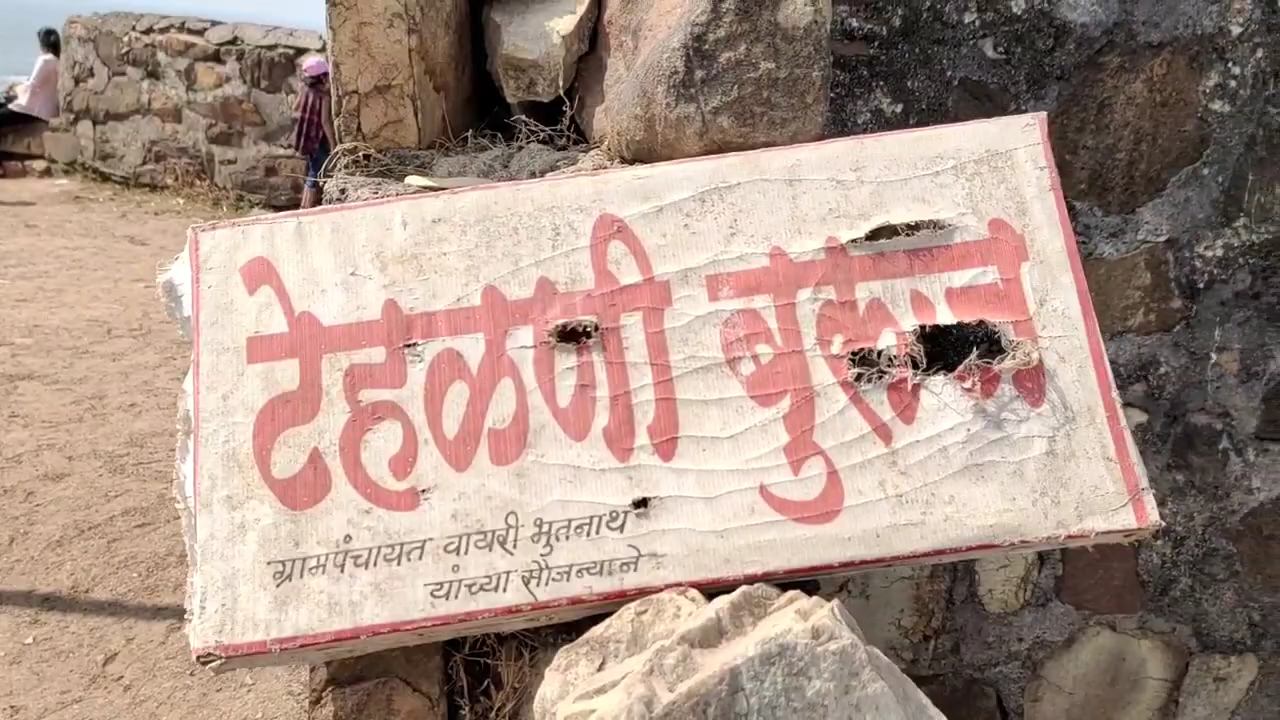 टेहळणी बुरूज
ग्रामपंचायत वायरी भुतनाथ
यांच्या सौजन्याने